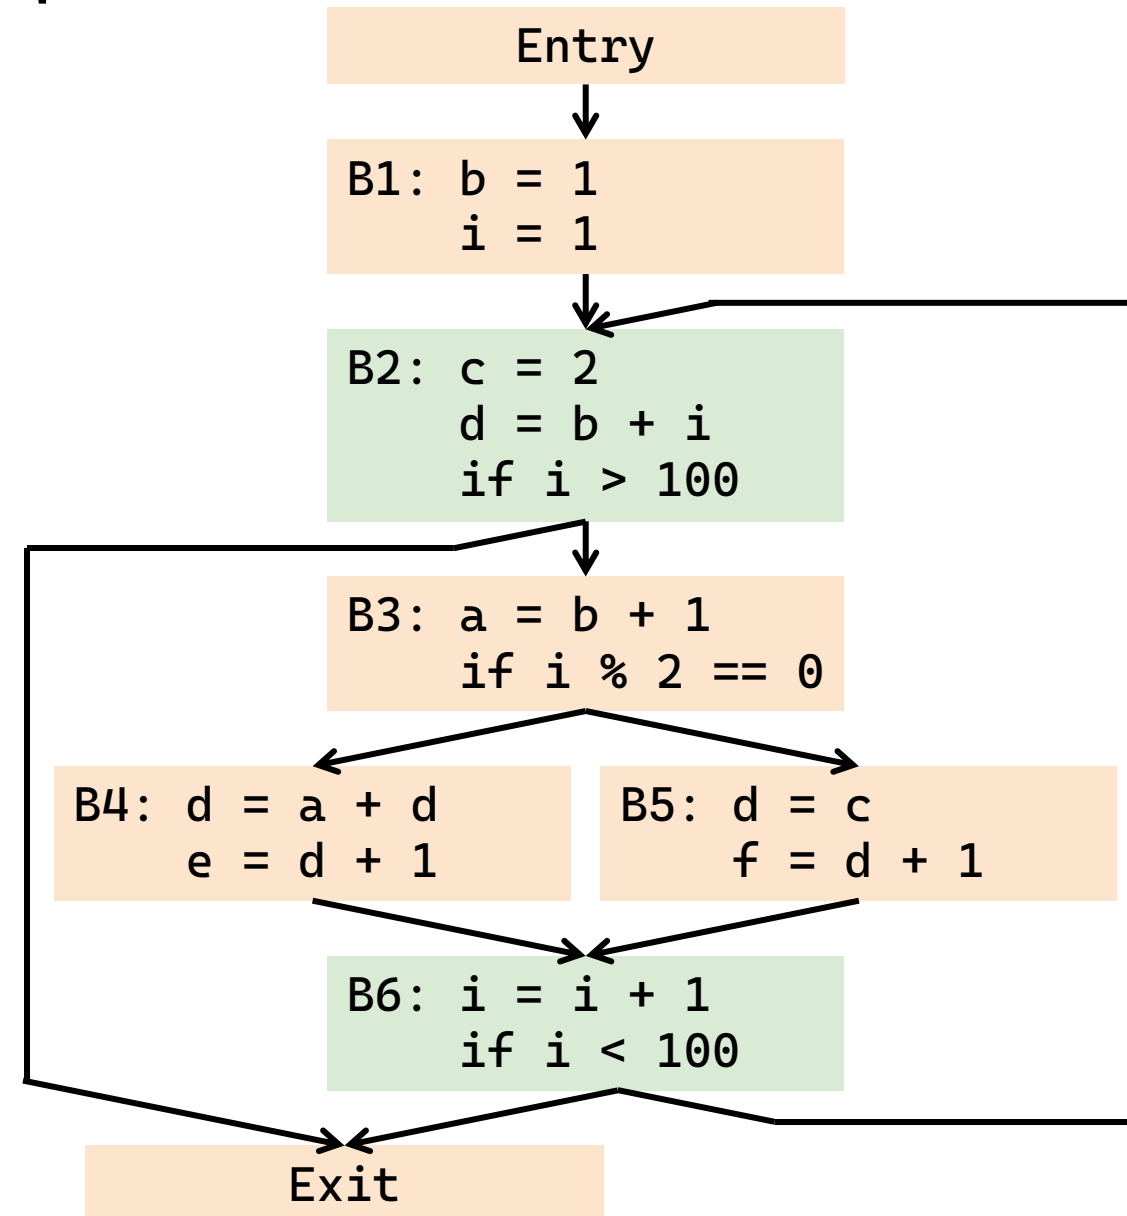 Entry
B1: b = 1
i = 1
B2: c = 2
d = b + i
if i > 100
B3: a = b + 1
if i % 2 == 0
B4: d = a + d
e = d + 1
B5: d = c
f = d + 1
B6: i = i + 1
if i < 100
Exit